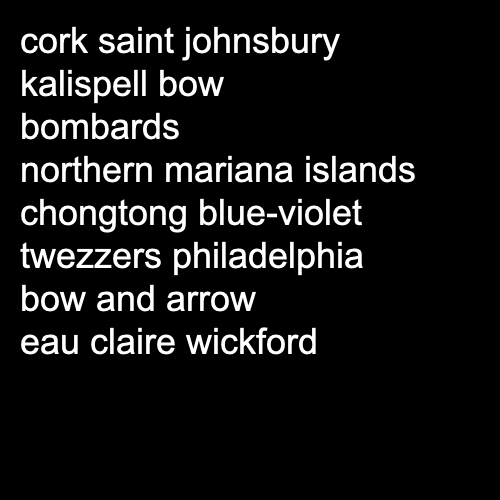 cork saint johnsbury
kalispell bow
bombards
northern mariana islands
chongtong blue-violet
twezzers philadelphia
bow and arrow
eau claire wickford